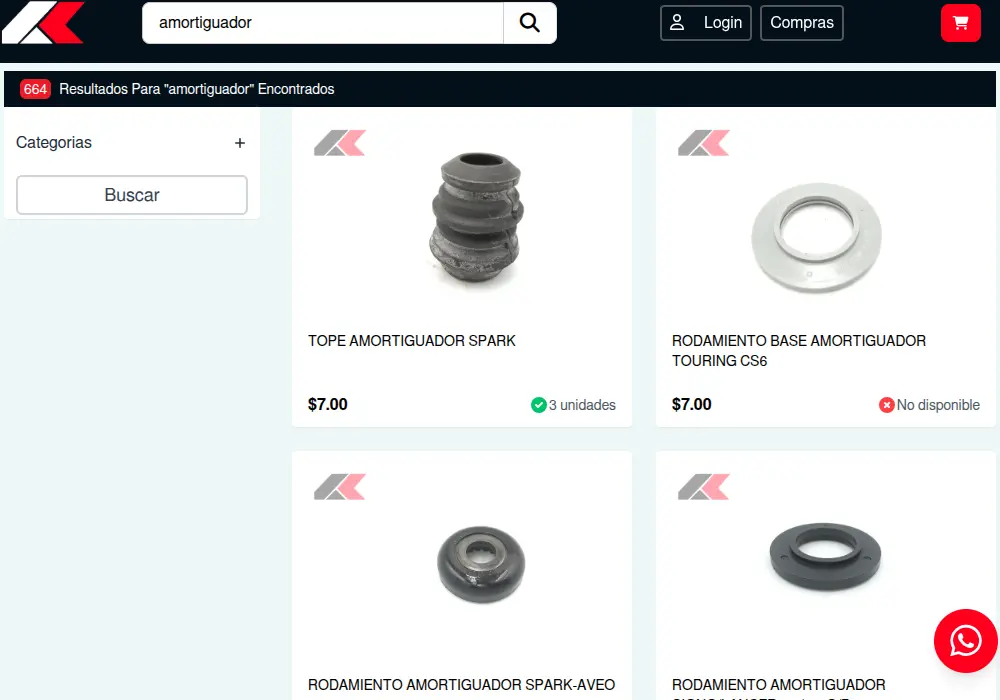 amortiguador
Login
Compras
664 Resultados Para "amortiguador" Encontrados
Categorias +
Buscar
TOPE AMORTIGUADOR SPARK
$7.00
3 unidades
RODAMIENTO BASE AMORTIGUADOR
TOURING CS6
$7.00
No disponible
RODAMIENTO AMORTIGUADOR SPARK-AVEO
RODAMIENTO AMORTIGUADOR